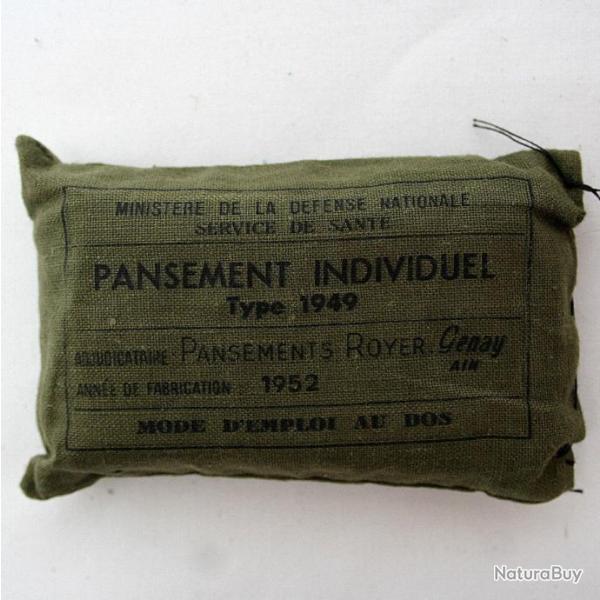 MINISTERE DE LA DEFENSE NATIONALE
SERVICE DE SANTE
PANSEMENT INDIVIDUEL
Type 1949
ADJUDICATAIRE : PANSEMENTS ROYER. Genay
AIN
ANNÉE DE FABRICATION : 1952
MODE D'EMPLOI AU DOS
NaturaBuy